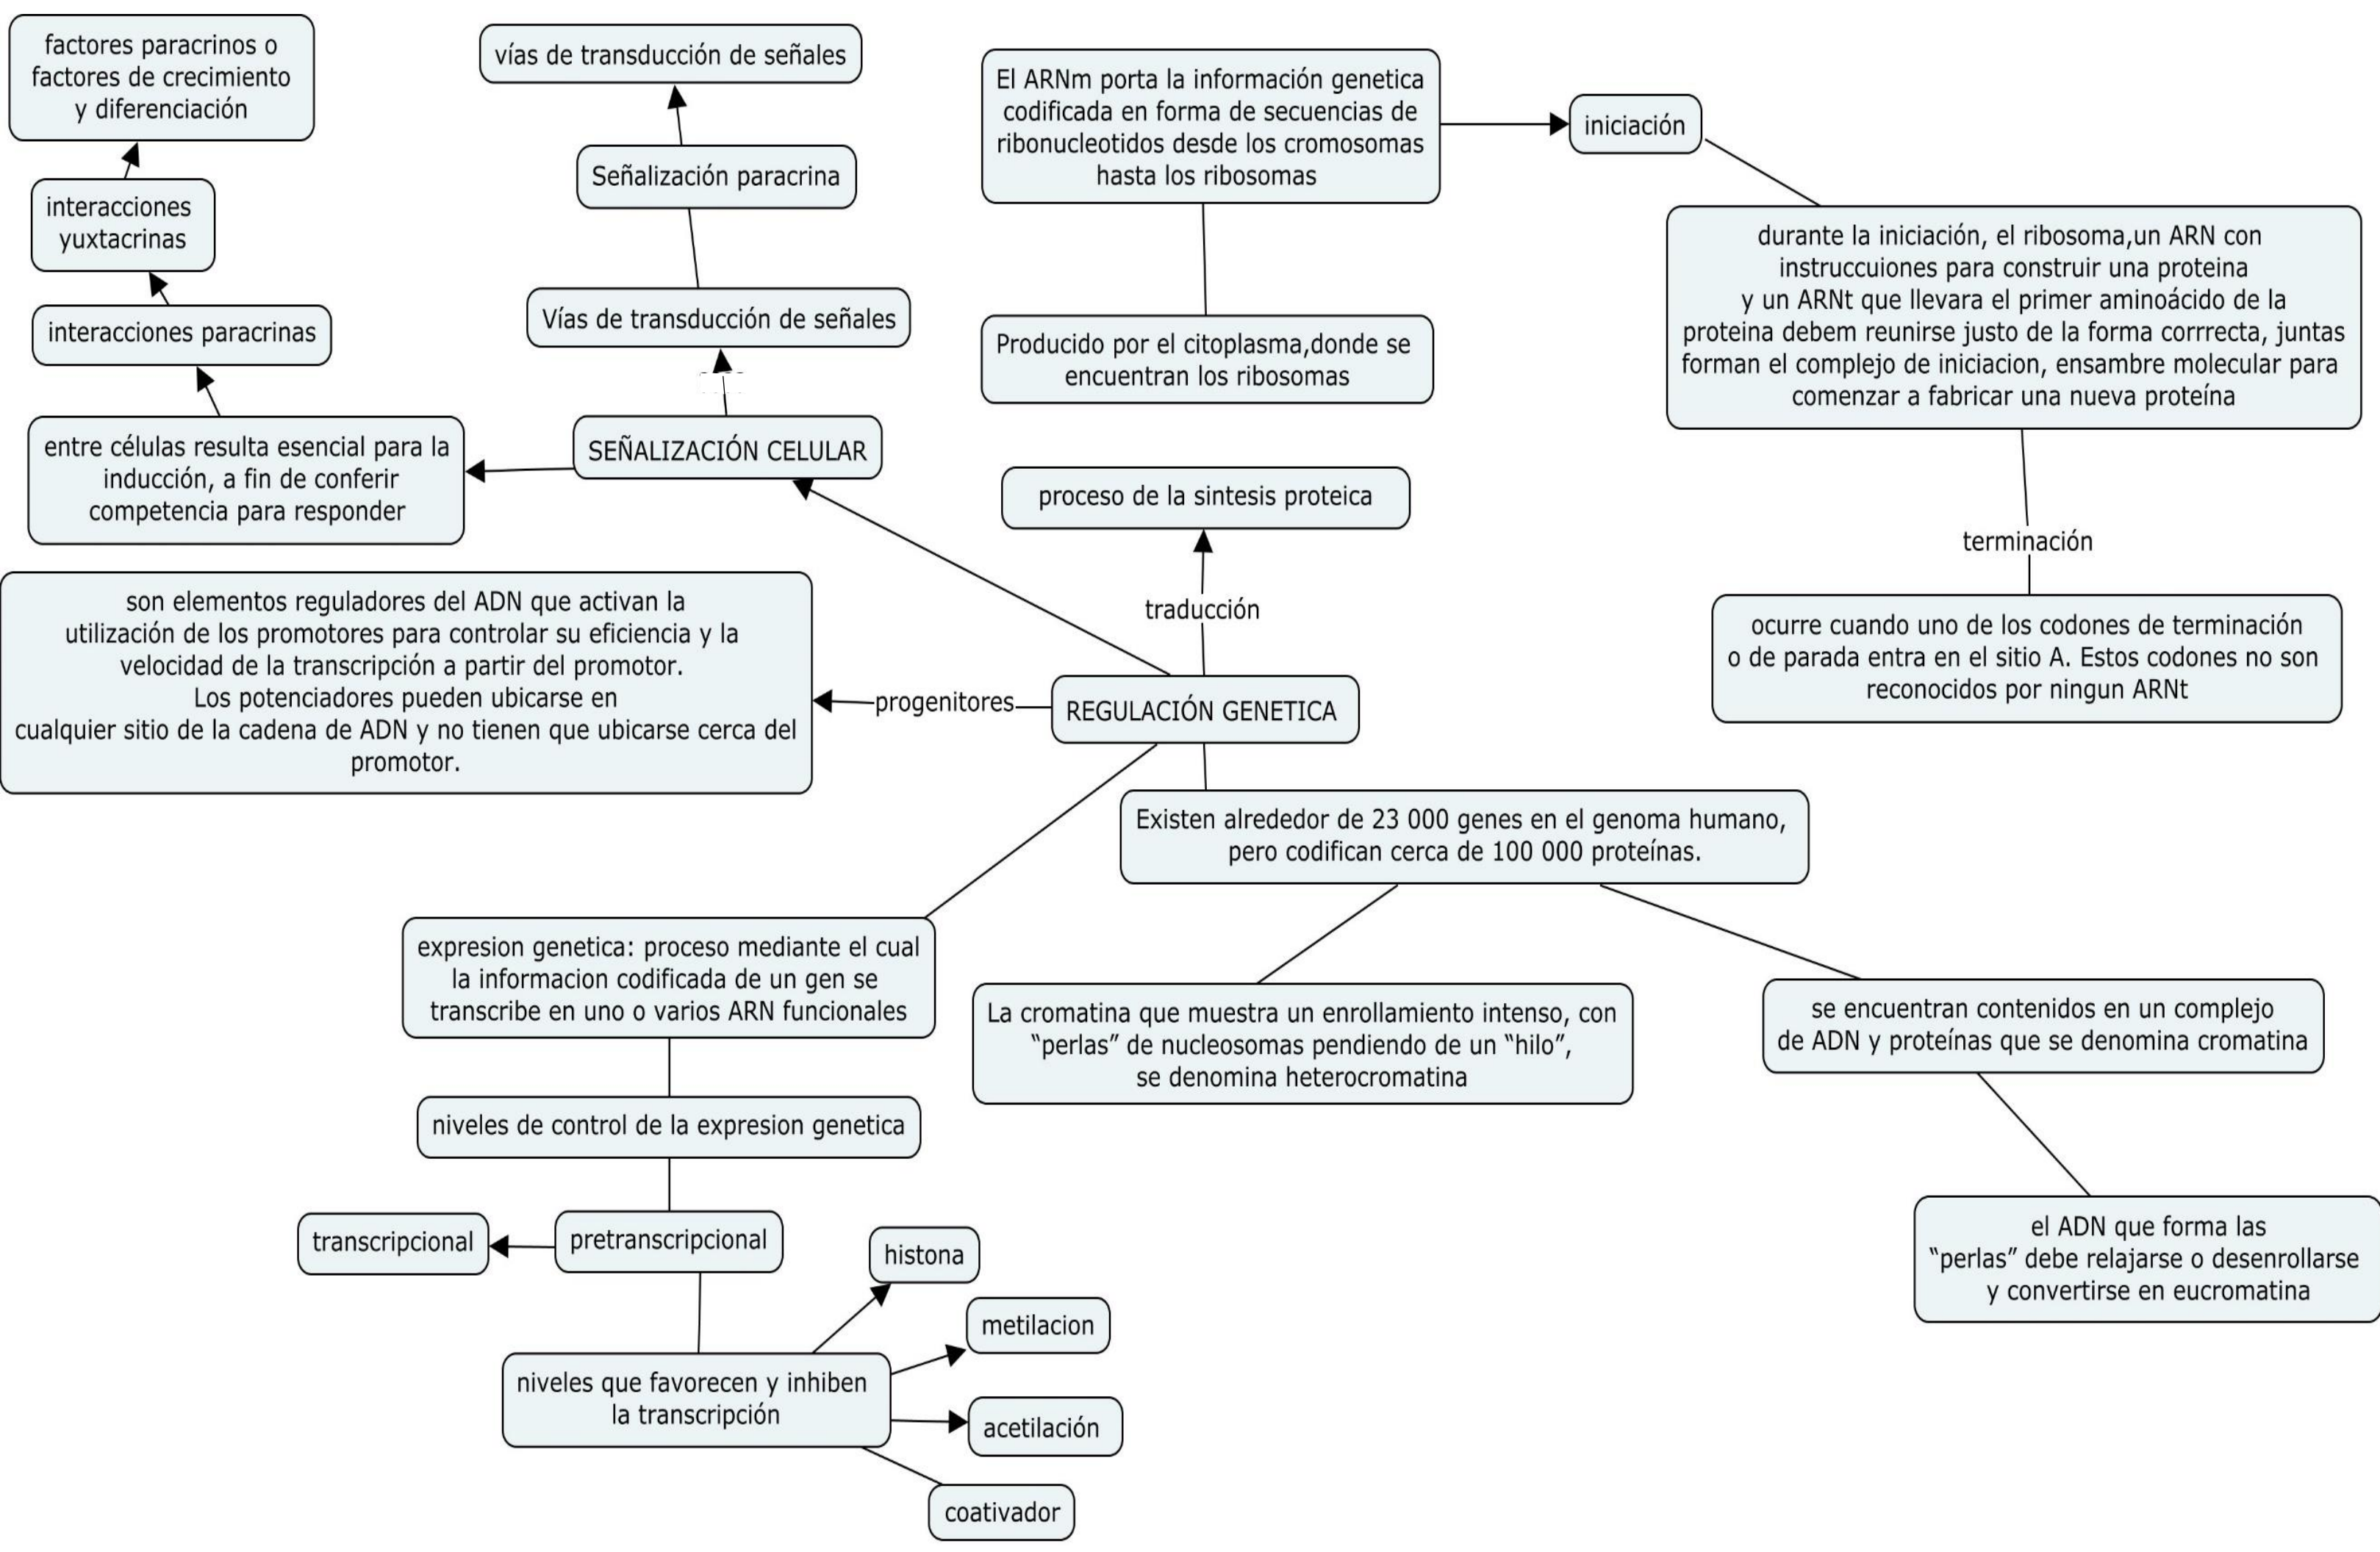 factores paracrinos o
factores de crecimiento
y diferenciación
interacciones
yuxtacrinas
interacciones paracrinas
entre células resulta esencial para la
inducción, a fin de conferir
competencia para responder
vías de transducción de señales
Señalización paracrina
Vías de transducción de señales
SEÑALIZACIÓN CELULAR
El ARNm porta la información genetica
codificada en forma de secuencias de
ribonucleotidos desde los cromosomas
hasta los ribosomas
Producido por el citoplasma,donde se
encuentran los ribosomas
iniciación
durante la iniciación, el ribosoma,un ARN con
instruccuiones para construir una proteina
y un ARNt que llevara el primer aminoácido de la
proteina debem reunirse justo de la forma corrrecta, juntas
forman el complejo de iniciacion, ensambre molecular para
comenzar a fabricar una nueva proteína
terminación
ocurre cuando uno de los codones de terminación
o de parada entra en el sitio A. Estos codones no son
reconocidos por ningun ARNt
proceso de la sintesis proteica
traducción
REGULACIÓN GENETICA
progenitores
son elementos reguladores del ADN que activan la
utilización de los promotores para controlar su eficiencia y la
velocidad de la transcripción a partir del promotor.
Los potenciadores pueden ubicarse en
cualquier sitio de la cadena de ADN y no tienen que ubicarse cerca del
promotor.
Existen alrededor de 23 000 genes en el genoma humano,
pero codifican cerca de 100 000 proteínas.
La cromatina que muestra un enrollamiento intenso, con
“perlas” de nucleosomas pendiendo de un “hilo”,
se denomina heterocromatina
se encuentran contenidos en un complejo
de ADN y proteínas que se denomina cromatina
el ADN que forma las
“perlas” debe relajarse o desenrollarse
y convertirse en eucromatina
expresion genetica: proceso mediante el cual
la informacion codificada de un gen se
transcribe en uno o varios ARN funcionales
niveles de control de la expresion genetica
pretranscripcional
transcripcional
niveles que favorecen y inhiben
la transcripción
histona
metilacion
acetilación
coativador